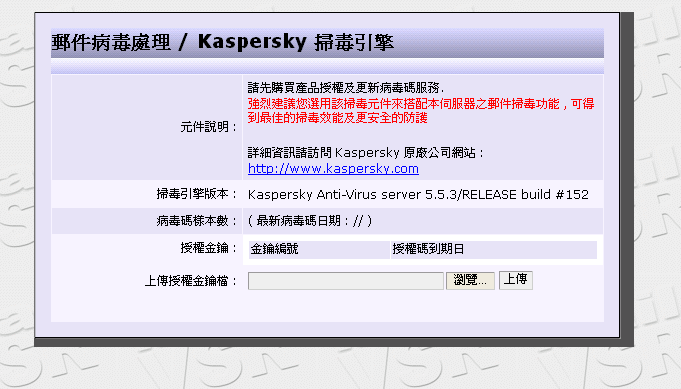 郵件病毒處理 / Kaspersky 掃毒引擎
請先購買產品授權及更新病毒碼服務.
強烈建議您選用該掃毒元件來搭配本伺服器之郵件掃毒功能，可得
到最佳的掃毒效能及更安全的防護
元件說明：
詳細資訊請訪問 Kaspersky 原廠公司網站：
http://www.kaspersky.com
掃毒引擎版本： Kaspersky Anti-Virus server 5.5.3/RELEASE build #152
病毒碼樣本數： ( 最新病毒碼日期：// )
授權金鑰： 金鑰編號 授權碼到期日
上傳授權金鑰檔： 瀏覽... 上傳